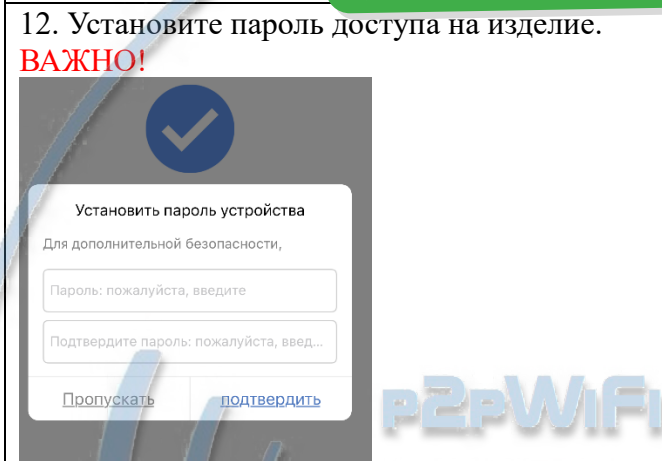 12. Установите пароль доступа на изделие.
ВАЖНО!
Установить пароль устройства
Для дополнительной безопасности,
Пароль: пожалуйста, введите
Подтвердите пароль: пожалуйста, введ...
Пропускать подтвердить
P2PWiFi